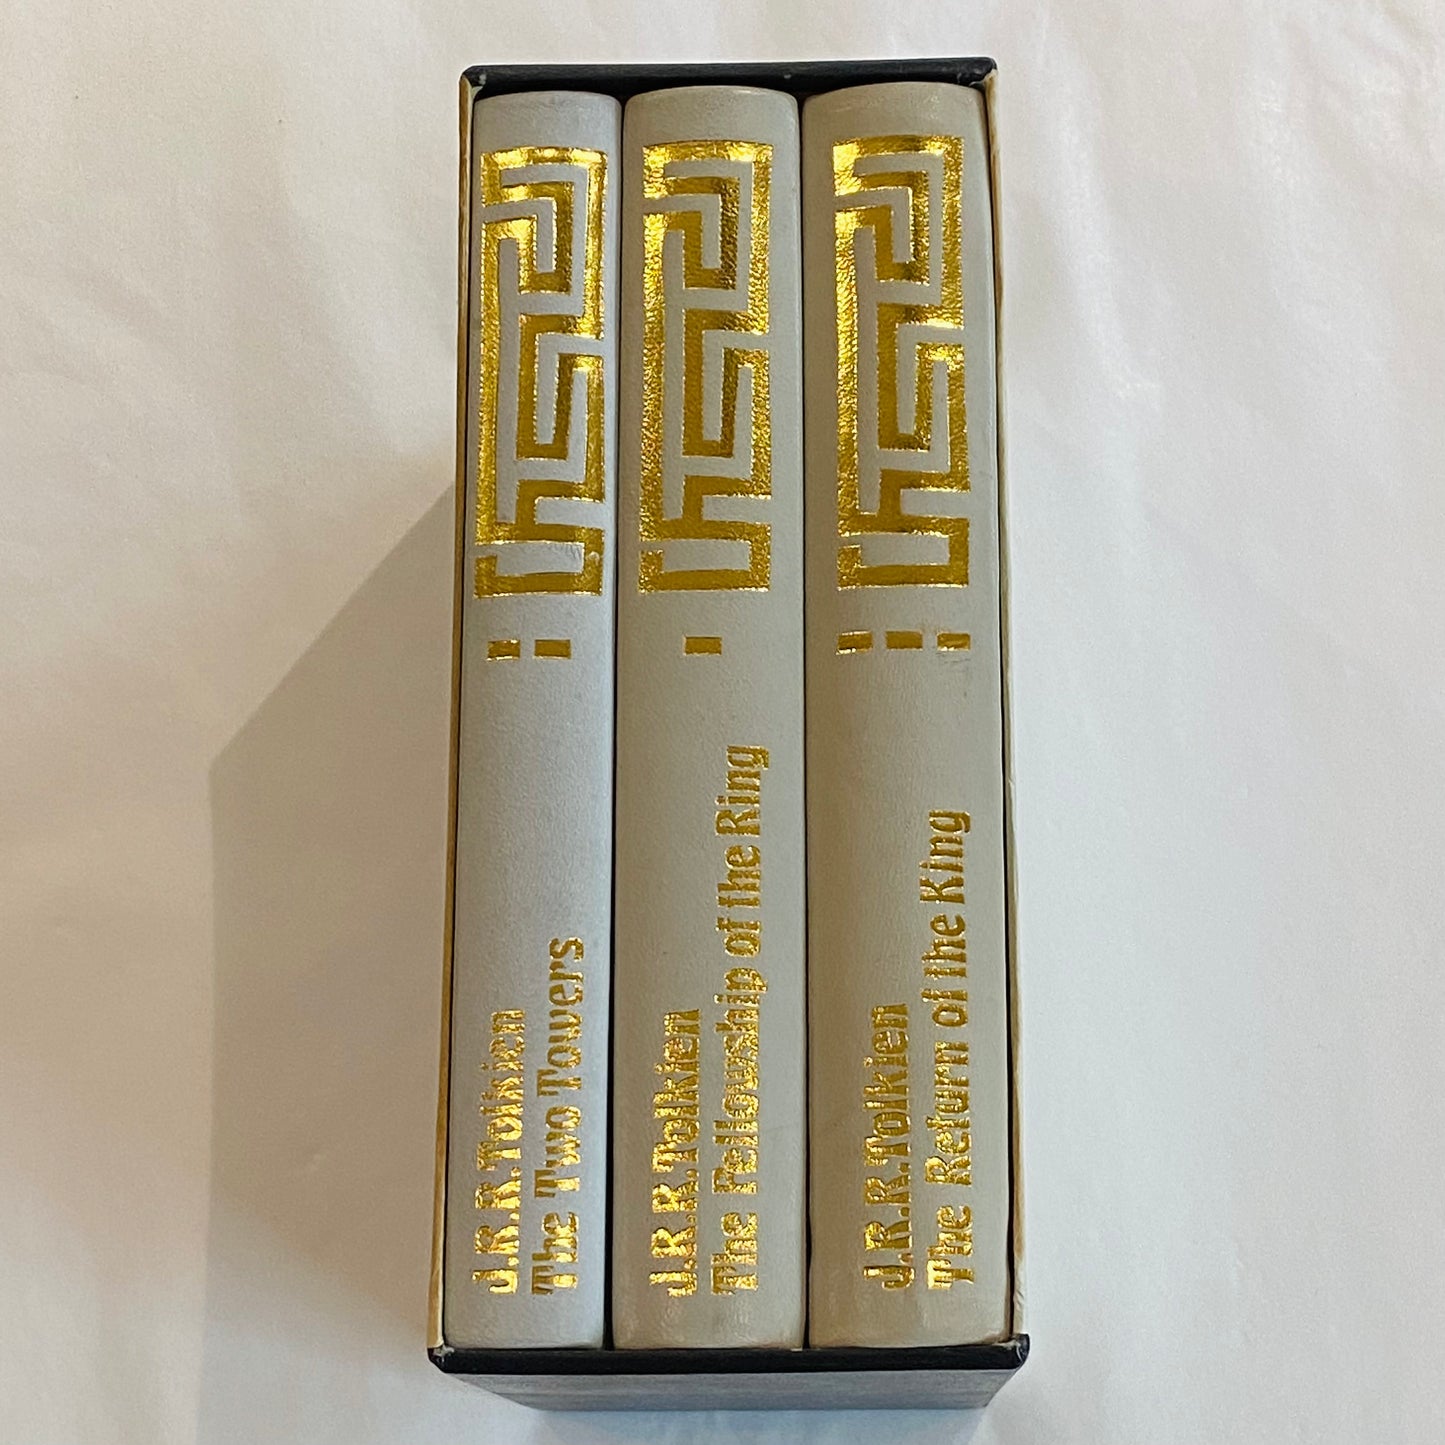 J.R.R.Tolkien
The Two Towers
J.R.R.Tolkien
The Fellowship of the Ring
J.R.R.Tolkien
The Return of the King